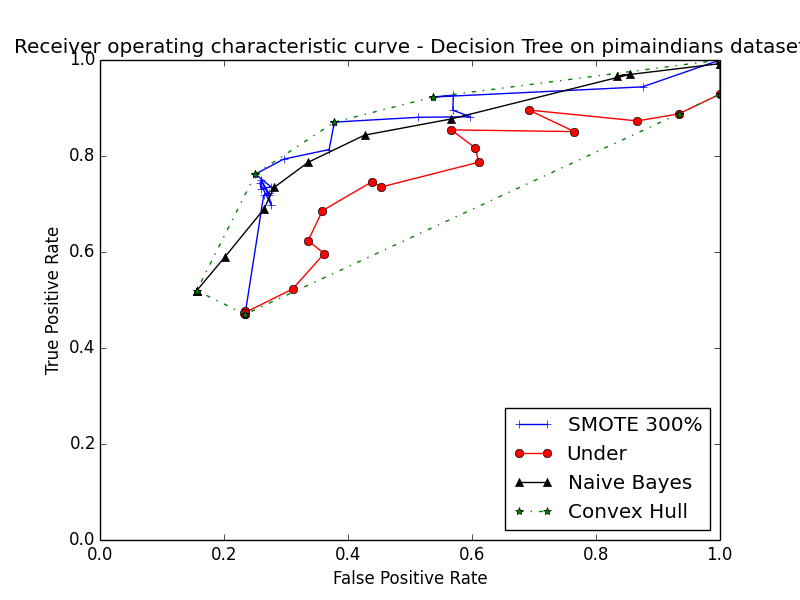 Receiver operating characteristic curve - Decision Tree on pimaindians dataset
1.0
0.8
0.6
0.4
0.2
0.0
True Positive Rate
SMOTE 300%
Under
Naive Bayes
Convex Hull
0.0 0.2 0.4 0.6 0.8 1.0
False Positive Rate